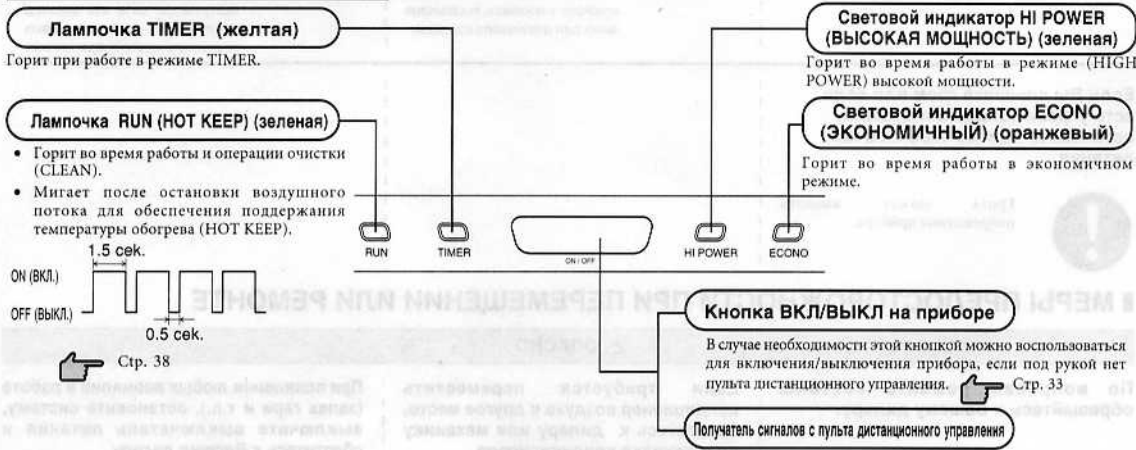 Лампочка TIMER (желтая)
Горит при работе в режиме TIMER.
Лампочка RUN (HOT KEEP) (зеленая)
• Горит во время работы и операции очистки
(CLEAN).
• Мигает после остановки воздушного
потока для обеспечения поддержания
температуры обогрева (HOT KEEP).
1.5 cek.
ON (ВКЛ.)
OFF (ВЫКЛ.)
0.5 cek.
Стр. 38
Световой индикатор HI POWER
(ВЫСОКАЯ МОЩНОСТЬ) (зеленая)
Горит во время работы в режиме (HIGH
POWER) высокой мощности.
Световой индикатор ECONO
(ЭКОНОМИЧНЫЙ) (оранжевый)
Горит во время работы в экономичном
режиме.
RUN
TIMER
ON / OFF
HI POWER
ECONO
Кнопка ВКЛ/ВЫКЛ на приборе
В случае необходимости этой кнопкой можно воспользоваться
для включения/выключения прибора, если под рукой нет
пульта дистанционного управления.
Стр. 33
Получатель сигналов с пульта дистанционного управления